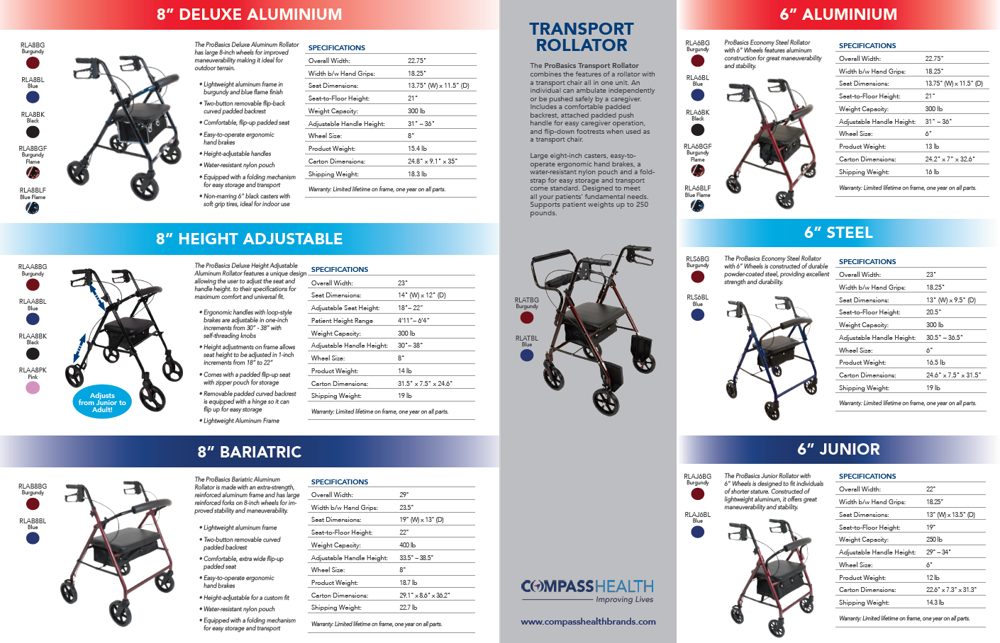 8” DELUXE ALUMINIUM
RLA8BG
Burgundy
RLA8BL
Blue
RLA8BK
Black
RLA8BGF
Burgundy
Flame
RLA8BLF
Blue Flame
The ProBasics Deluxe Aluminum Rollator
has large 8-inch wheels for improved
maneuverability making it ideal for
outdoor terrain.
• Lightweight aluminum frame in
burgundy and blue flame finish
• Two-button removable flip-back
curved padded backrest
• Comfortable, flip-up padded seat
• Easy-to-operate ergonomic
hand brakes
• Height-adjustable handles
• Water-resistant nylon pouch
• Equipped with a folding mechanism
for easy storage and transport
• Non-marring 6” black casters with
soft grip tires, ideal for indoor use
SPECIFICATIONS
Overall Width: 22.75"
Width b/w Hand Grips: 18.25"
Seat Dimensions: 13.75" (W) x 11.5" (D)
Seat-to-Floor Height: 21"
Weight Capacity: 300 lb
Adjustable Handle Height: 31" – 36"
Wheel Size: 8"
Product Weight: 15.4 lb
Carton Dimensions: 24.8" x 9.1" x 35"
Shipping Weight: 18.3 lb
Warranty: Limited lifetime on frame, one year on all parts.
8” HEIGHT ADJUSTABLE
RLAA8BG
Burgundy
RLAA8BL
Blue
RLAA8BK
Black
RLAA8PK
Pink
Adjusts
from Junior to
Adult!
The ProBasics Deluxe Height Adjustable
Aluminum Rollator features a unique design
allowing the user to adjust the seat and
handle height. to their specifications for
maximum comfort and universal fit.
• Ergonomic handles with loop-style
brakes are adjustable in one-inch
increments from 30” - 38” with
self-threading knobs
• Height adjustments on frame allows
seat height to be adjusted in 1-inch
increments from 18” to 22”
• Comes with a padded flip-up seat
with zipper pouch for storage
• Removable padded curved backrest
is equipped with a hinge so it can
flip up for easy storage
• Lightweight Aluminum Frame
SPECIFICATIONS
Overall Width: 23"
Seat Dimensions: 14" (W) x 12" (D)
Adjustable Seat Height: 18"– 22”
Patient Height Range 4’11”– 6’4”
Weight Capacity: 300 lb
Adjustable Handle Height: 30"– 38"
Wheel Size: 8"
Product Weight: 14 lb
Carton Dimensions: 31.5" x 7.5" x 24.6"
Shipping Weight: 19 lb
Warranty: Limited lifetime on frame, one year on all parts.
8” BARIATRIC
RLAB8BG
Burgundy
RLAB8BL
Blue
The ProBasics Bariatric Aluminum
Rollator is made with an extra-strength,
reinforced aluminum frame and has large
reinforced forks on 8-inch wheels for im-
proved stability and maneuverability.
• Lightweight aluminum frame
• Two-button removable curved
padded backrest
• Comfortable, extra wide flip-up
padded seat
• Easy-to-operate ergonomic
hand brakes
• Height-adjustable for a custom fit
• Water-resistant nylon pouch
• Equipped with a folding mechanism
for easy storage and transport
SPECIFICATIONS
Overall Width: 29"
Width b/w Hand Grips: 23.5"
Seat Dimensions: 19" (W) x 13" (D)
Seat-to-Floor Height: 22"
Weight Capacity: 400 lb
Adjustable Handle Height: 33.5" – 38.5"
Wheel Size: 8"
Product Weight: 18.7 lb
Carton Dimensions: 29.1" x 8.6" x 36.2"
Shipping Weight: 22.7 lb
Warranty: Limited lifetime on frame, one year on all parts.
TRANSPORT
ROLLATOR
The ProBasics Transport Rollator
combines the features of a rollator with
a transport chair all in one unit. An
individual can ambulate independently
or be pushed safely by a caregiver.
Includes a comfortable padded
backrest, attached padded push
handle for easy caregiver operation,
and flip-down footrests when used as
a transport chair.
Large eight-inch casters, easy-to-
operate ergonomic hand brakes, a
water-resistant nylon pouch and a fold-
strap for easy storage and transport
come standard. Designed to meet
all your patients’ fundamental needs.
Supports patient weights up to 250
pounds.
RLATBG
Burgundy
RLATBL
Blue
COMPASSHEALTH
Improving Lives
www.compasshealthbrands.com
6” ALUMINIUM
RLA6BG
Burgundy
RLA6BL
Blue
RLA6BK
Black
RLA6BGF
Burgundy
Flame
RLA6BLF
Blue Flame
ProBasics Economy Steel Rollator
with 6” Wheels features aluminum
construction for great maneuverability
and stability.
SPECIFICATIONS
Overall Width: 22.75"
Width b/w Hand Grips: 18.25"
Seat Dimensions: 13.75" (W) x 11.5" (D)
Seat-to-Floor Height: 21"
Weight Capacity: 300 lb
Adjustable Handle Height: 31" – 36"
Wheel Size: 6"
Product Weight: 13 lb
Carton Dimensions: 24.2" x 7" x 32.6"
Shipping Weight: 16 lb
Warranty: Limited lifetime on frame, one year on all parts.
6” STEEL
RLS6BG
Burgundy
RLS6BL
Blue
The ProBasics Economy Steel Rollator
with 6” Wheels is constructed of durable
powder-coated steel, providing excellent
strength and durability.
SPECIFICATIONS
Overall Width: 23"
Width b/w Hand Grips: 18.25"
Seat Dimensions: 13" (W) x 9.5" (D)
Seat-to-Floor Height: 20.5"
Weight Capacity: 300 lb
Adjustable Handle Height: 30.5" – 36.5"
Wheel Size: 6"
Product Weight: 16.5 lb
Carton Dimensions: 24.6" x 7.5" x 31.5"
Shipping Weight: 19 lb
Warranty: Limited lifetime on frame, one year on all parts.
6” JUNIOR
RLAJ6BG
Burgundy
RLAJ6BL
Blue
The ProBasics Junior Rollator with
6” Wheels is designed to fit individuals
of shorter stature. Constructed of
lightweight aluminum, it offers great
maneuverability and stability.
SPECIFICATIONS
Overall Width: 22"
Width b/w Hand Grips: 18.25"
Seat Dimensions: 13" (W) x 13.5" (D)
Seat-to-Floor Height: 19"
Weight Capacity: 250 lb
Adjustable Handle Height: 29" – 34"
Wheel Size: 6"
Product Weight: 12 lb
Carton Dimensions: 22.6" x 7.3" x 31.3"
Shipping Weight: 14.3 lb
Warranty: Limited lifetime on frame, one year on all parts.